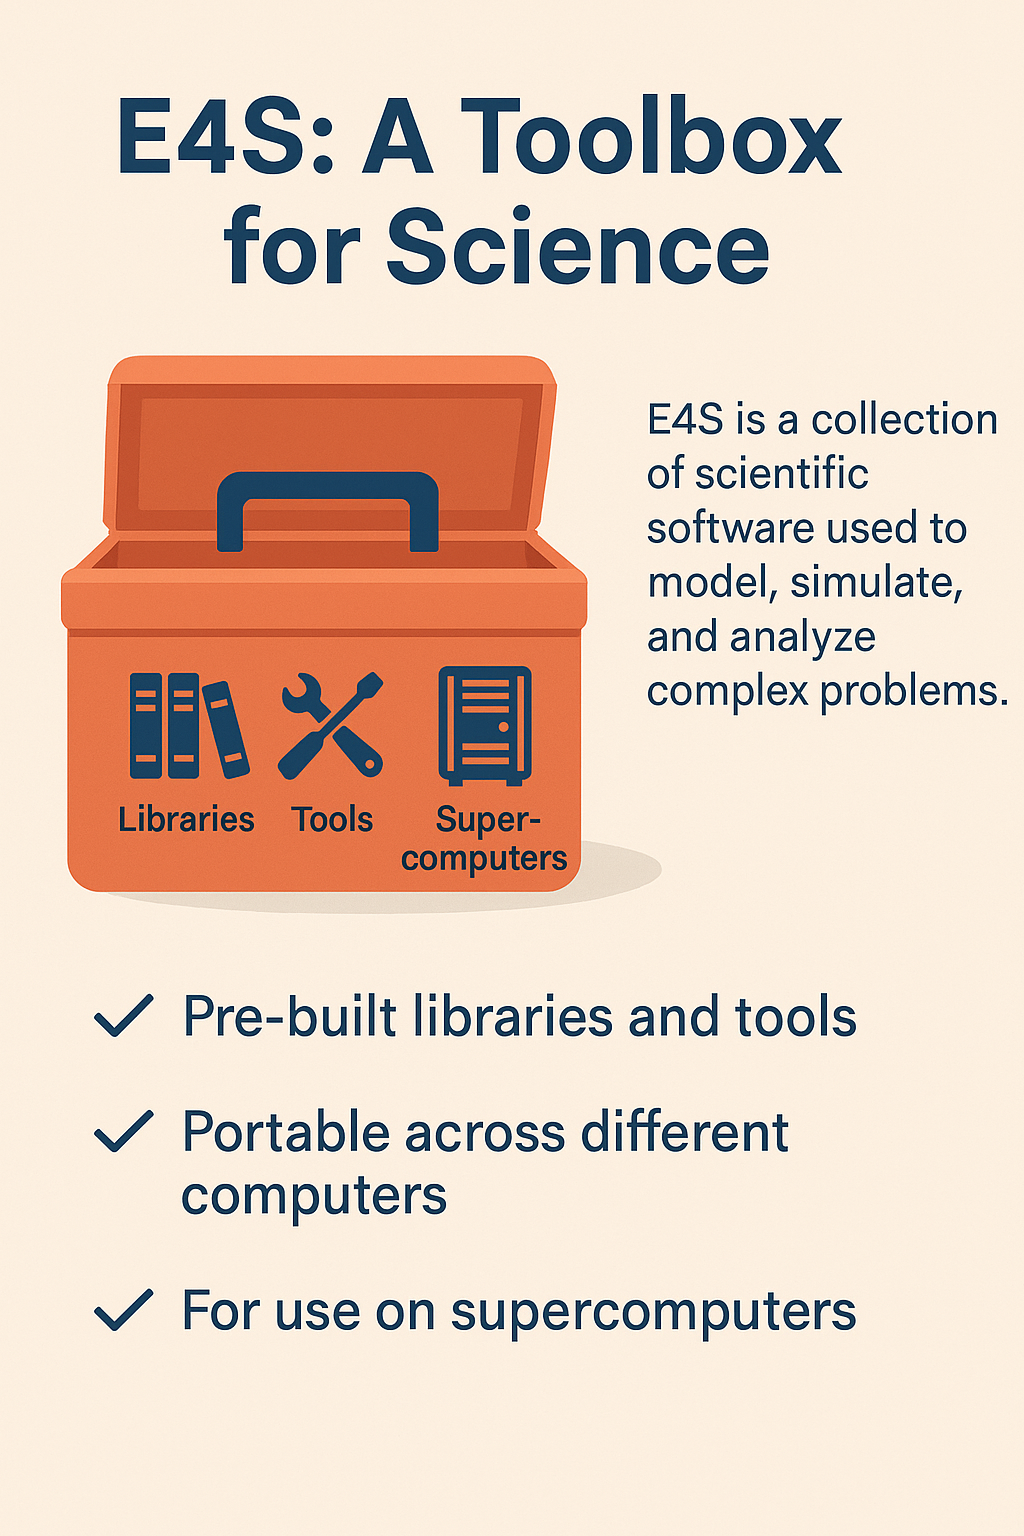 E4S: A Toolbox
for Science
E4S is a collection
of scientific
software used to
model, simulate,
and analyze
complex problems.
Libraries
Tools
Super-
computers
Pre-built libraries and tools
Portable across different
computers
For use on supercomputers